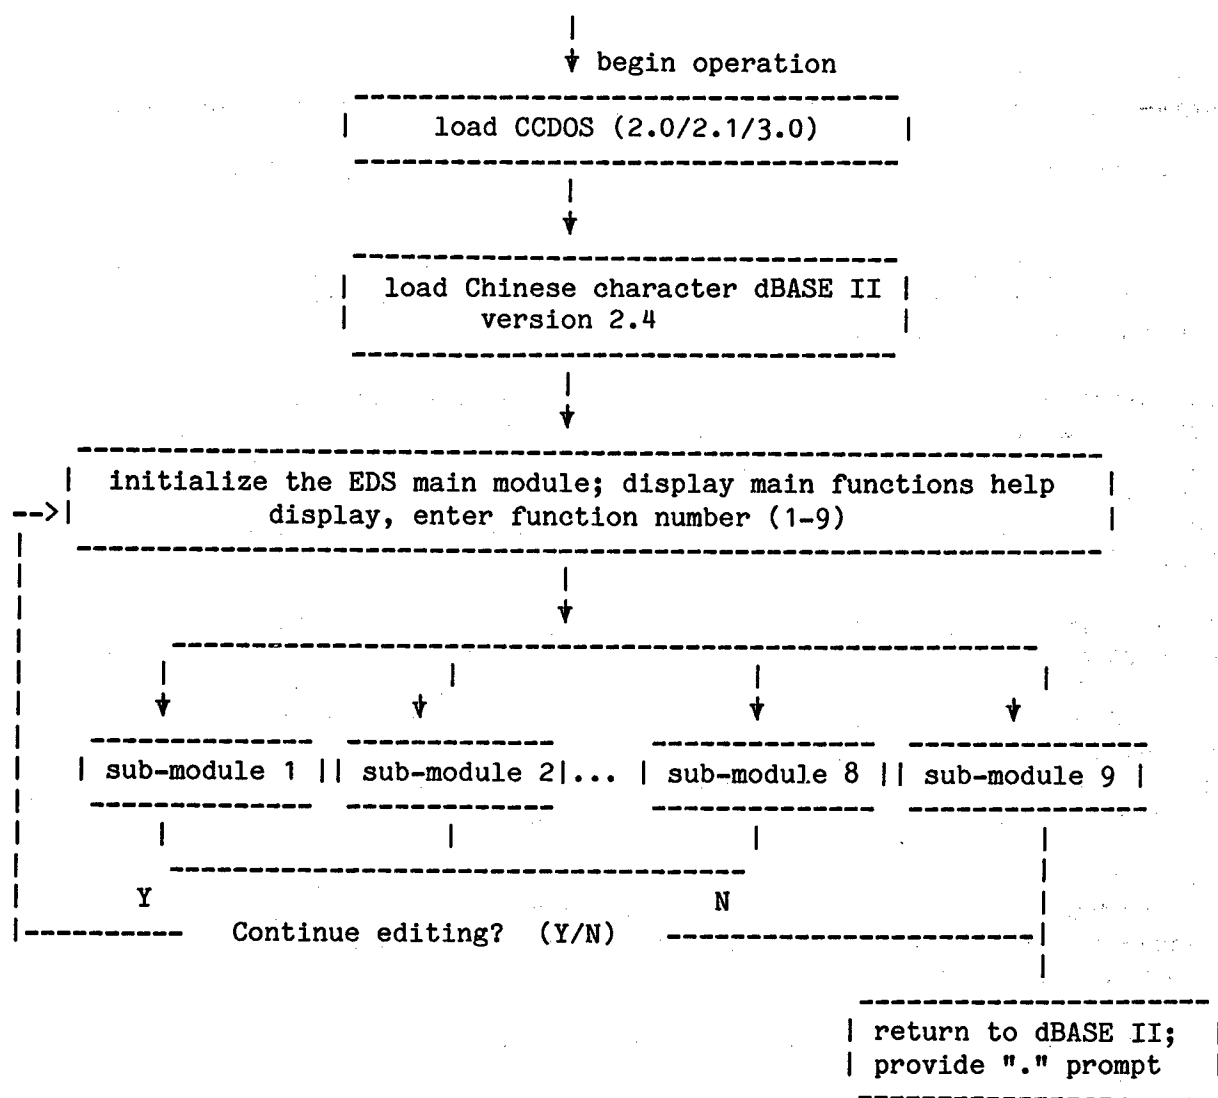 begin operation
load CCDOS (2.0/2.1/3.0)
load Chinese character dBASE II
version 2.4
initialize the EDS main module; display main functions help
display, enter function number (1-9)
sub-module 1 sub-module 2 ... sub-module 8 sub-module 9
Y N
Continue editing? (Y/N)
return to dBASE II;
provide "." prompt